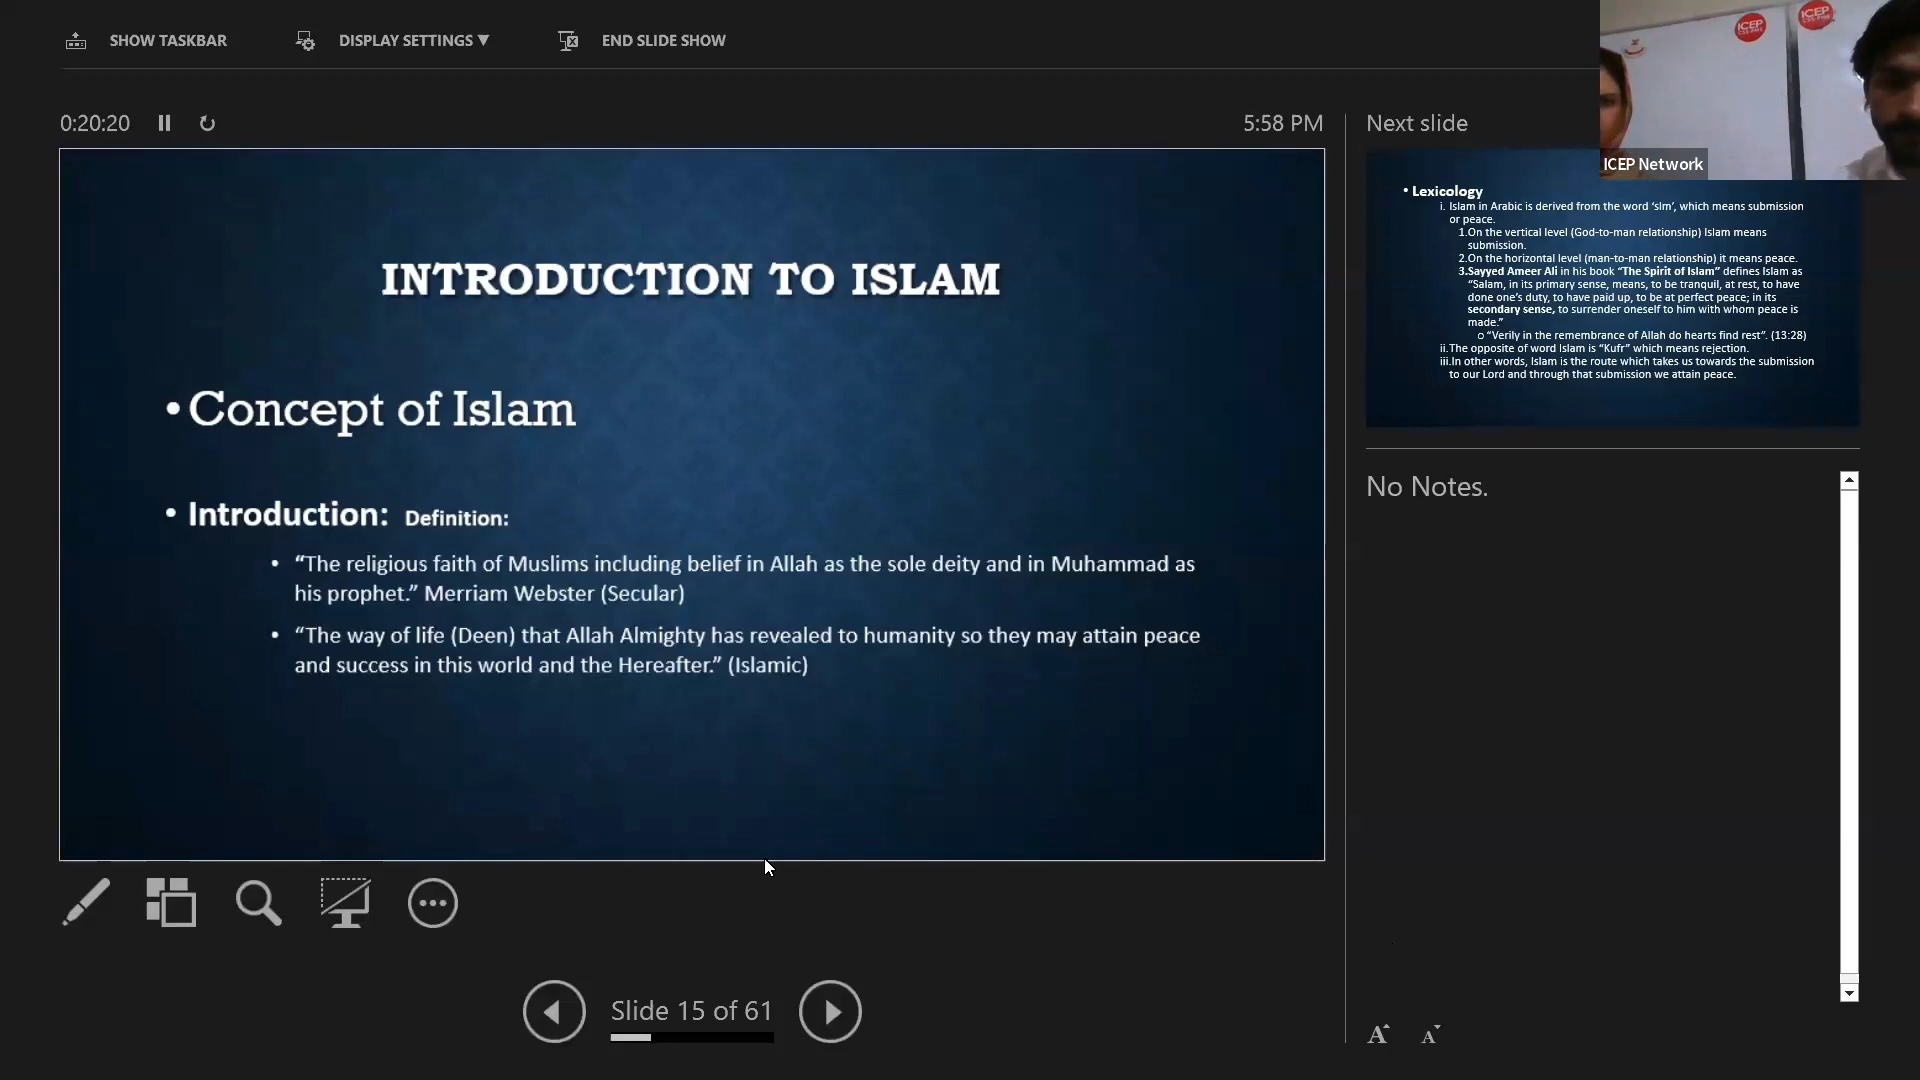 SHOW TASKBAR
DISPLAY SETTINGS ▼
END SLIDE SHOW
ICEP
ICEP
CSS-PMS
ICEP Network
0:20:20
5:58 PM
Next slide
INTRODUCTION TO ISLAM
• Concept of Islam
• Introduction: Definition:
• “The religious faith of Muslims including belief in Allah as the sole deity and in Muhammad as
his prophet.” Merriam Webster (Secular)
• “The way of life (Deen) that Allah Almighty has revealed to humanity so they may attain peace
and success in this world and the Hereafter.” (Islamic)
• Lexicology
i. Islam in Arabic is derived from the word ‘slm’, which means submission
or peace.
1.On the vertical level (God-to-man relationship) Islam means
submission.
2.On the horizontal level (man-to-man relationship) it means peace.
3.Sayyed Ameer Ali in his book “The Spirit of Islam” defines Islam as
“Salam, in its primary sense, means, to be tranquil, at rest, to have
done one’s duty, to have paid up, to be at perfect peace; in its
secondary sense, to surrender oneself to him with whom peace is
made.”
o “Verily in the remembrance of Allah do hearts find rest”. (13:28)
ii.The opposite of word Islam is “Kufr” which means rejection.
iii.In other words, Islam is the route which takes us towards the submission
to our Lord and through that submission we attain peace.
No Notes.
Slide 15 of 61
A A